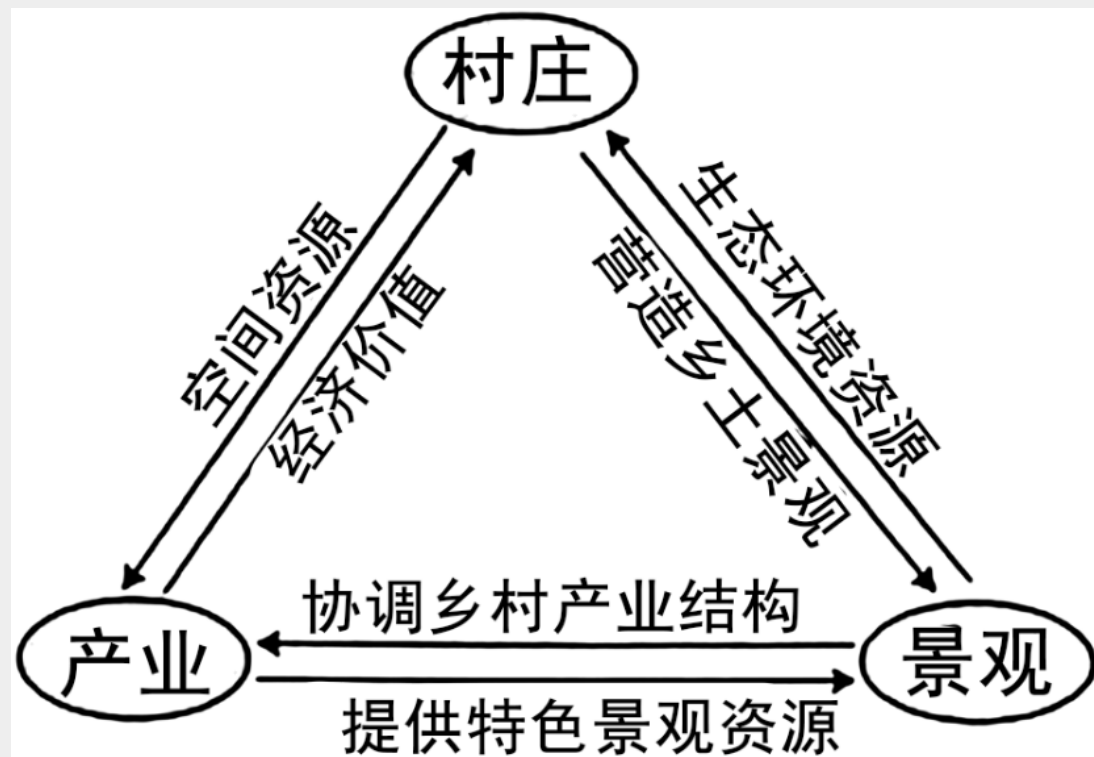 村庄
空间资源
经济价值
生态环境资源
营造乡土景观
协调乡村产业结构
产业
景观
提供特色景观资源